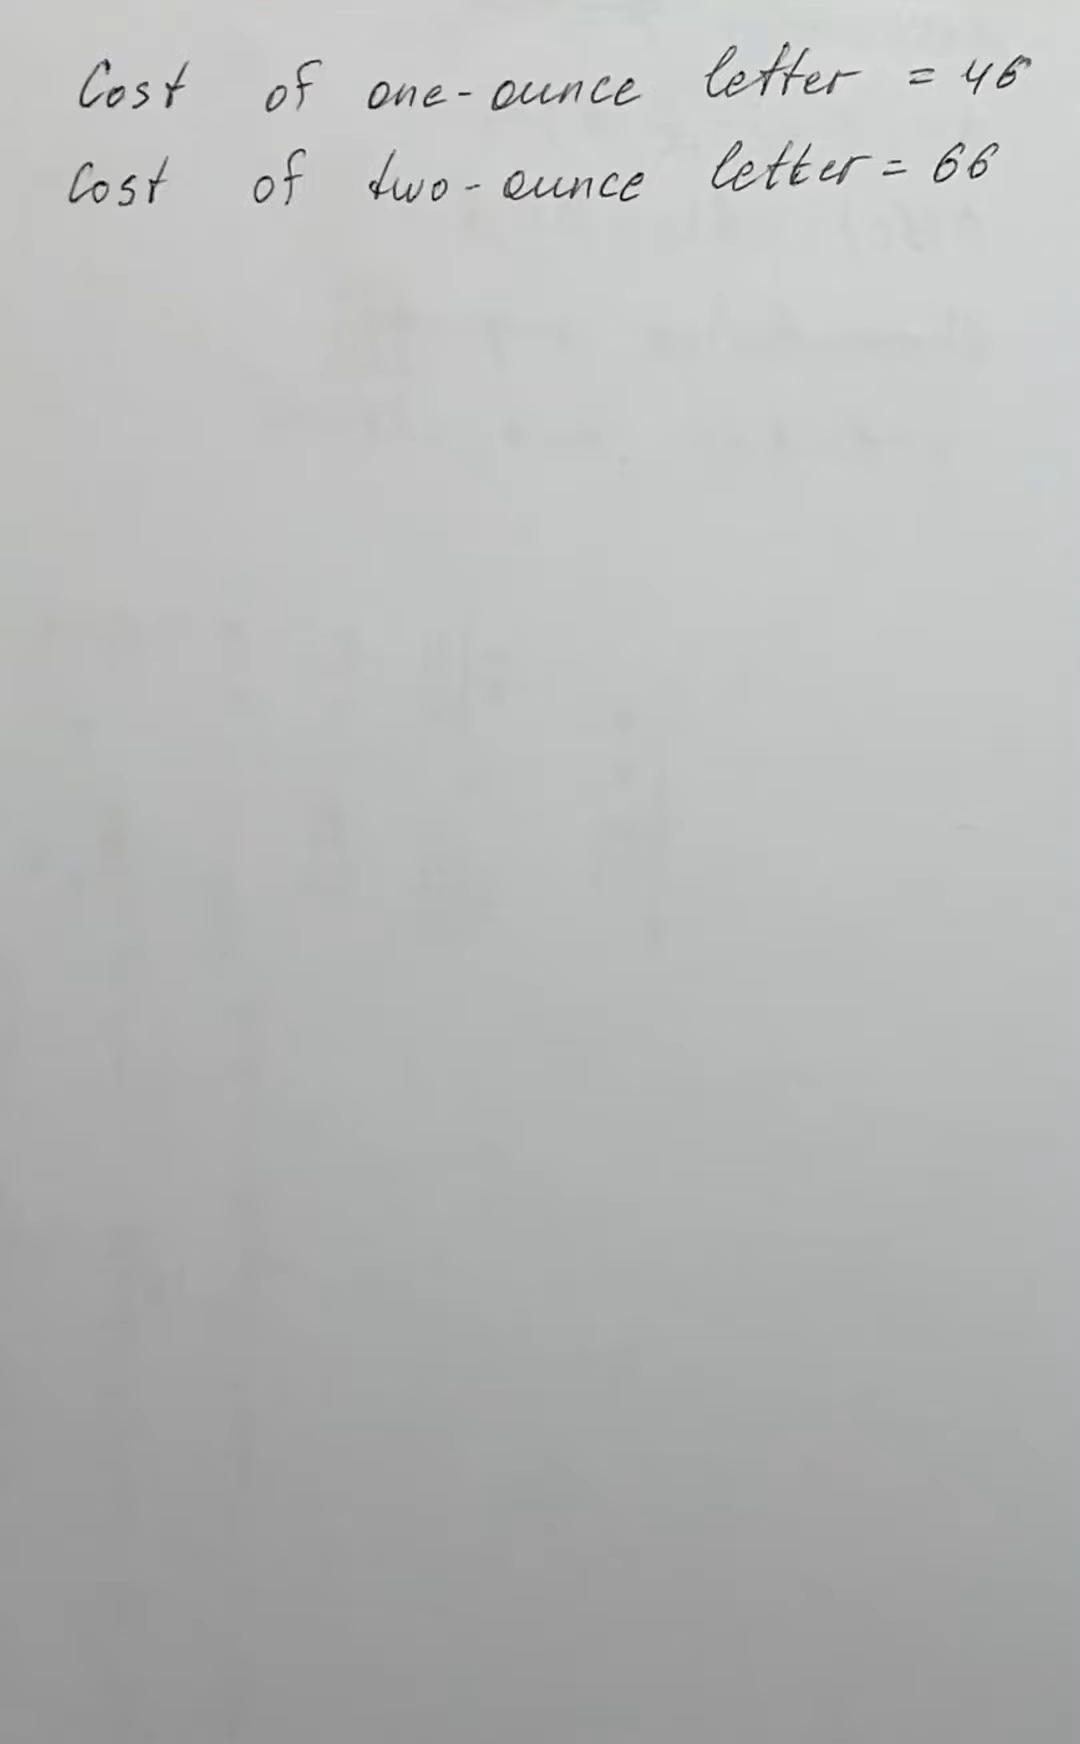 Cost of one-ounce letter = 46
Cost of two-ounce letter = 66